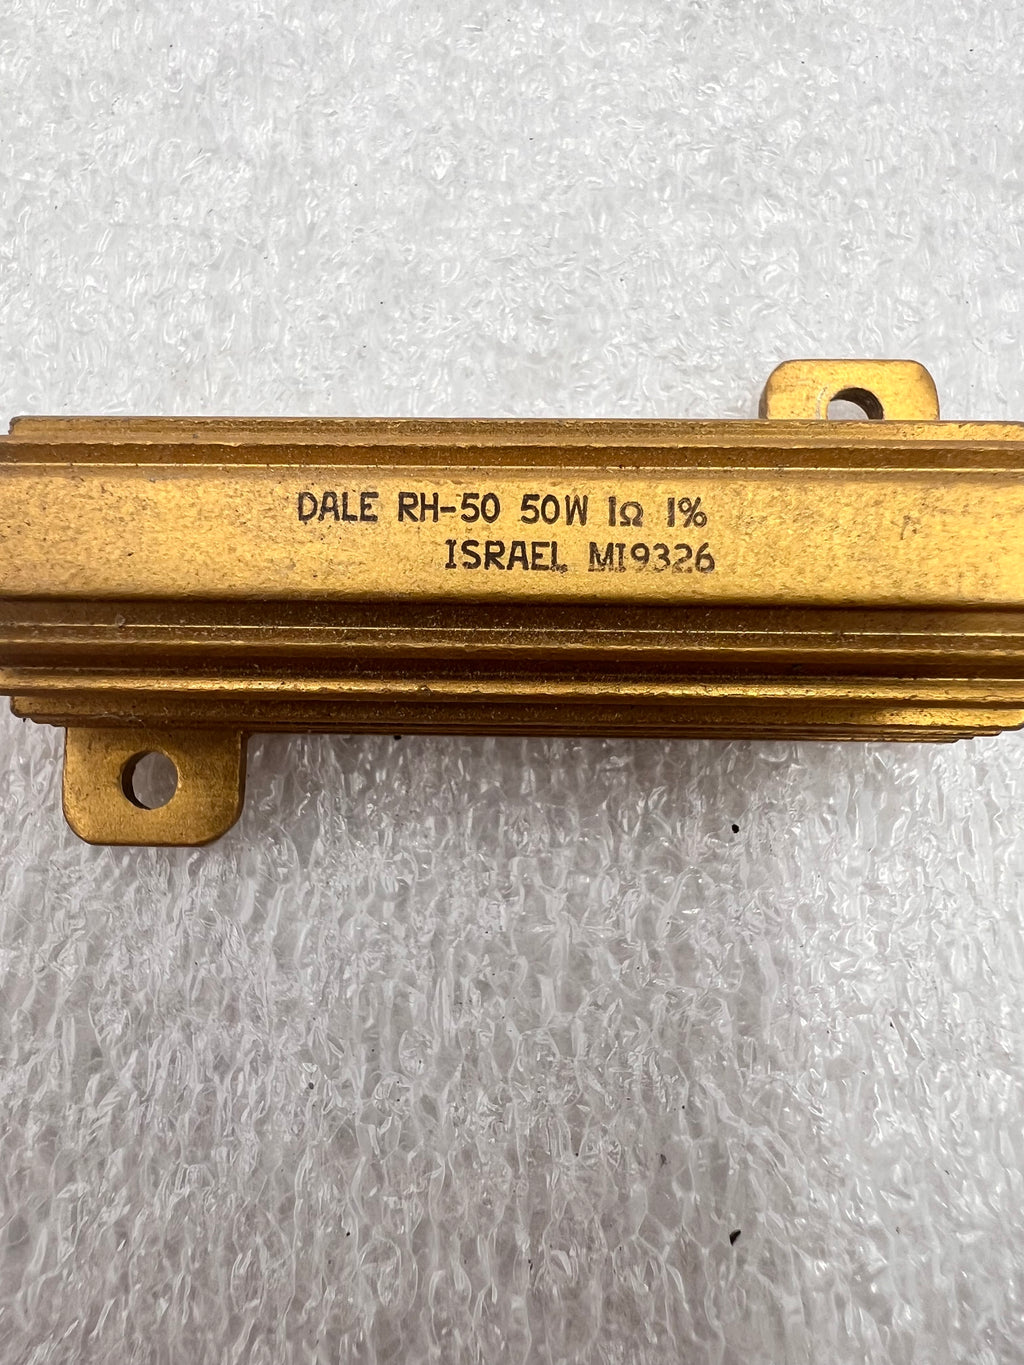 DALE RH-50 50W 1Ω 1%
ISRAEL MI9326